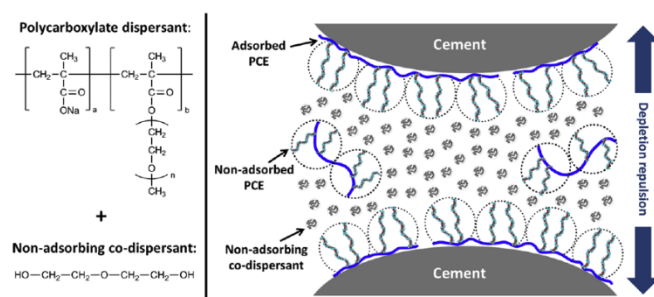 Polycarboxylate dispersant:
CH₃
CH₃
CH₂
C
CH₂
C
C
O
C
O
ONa
a
O
b
CH₂
CH₂
O
n
CH₃
+
Non-adsorbing co-dispersant:
HO—CH₂—CH₂—O—CH₂—CH₂—OH
Adsorbed
PCE
Cement
Non-adsorbed
PCE
Non-adsorbing
co-dispersant
Cement
Depletion repulsion